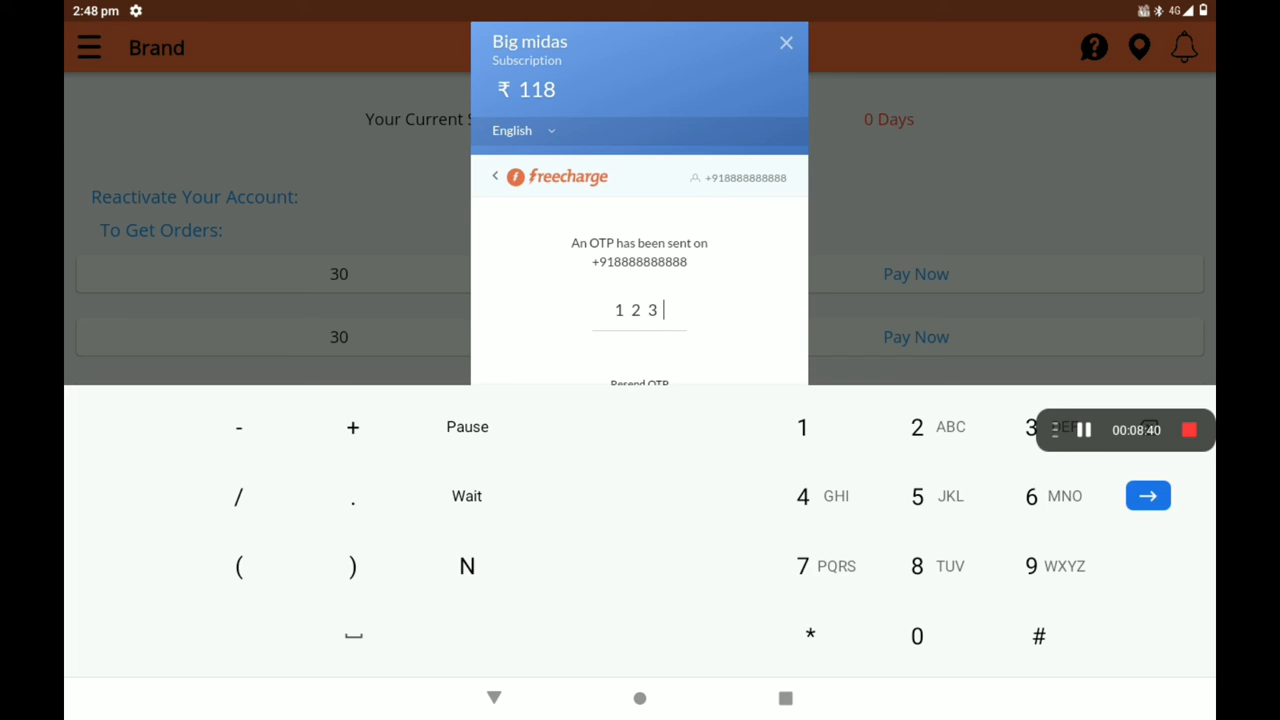 2:48 pm
4G
Brand
Big midas
Subscription
₹ 118
English
Your Current S
0 Days
freecharge
+918888888888
Reactivate Your Account:
To Get Orders:
An OTP has been sent on
+918888888888
30
Pay Now
1 2 3
30
Pay Now
Resend OTP
- + Pause 1 2 ABC 3 DEF
00:08:40
/ . Wait 4 GHI 5 JKL 6 MNO
( ) N 7 PQRS 8 TUV 9 WXYZ
* 0 #